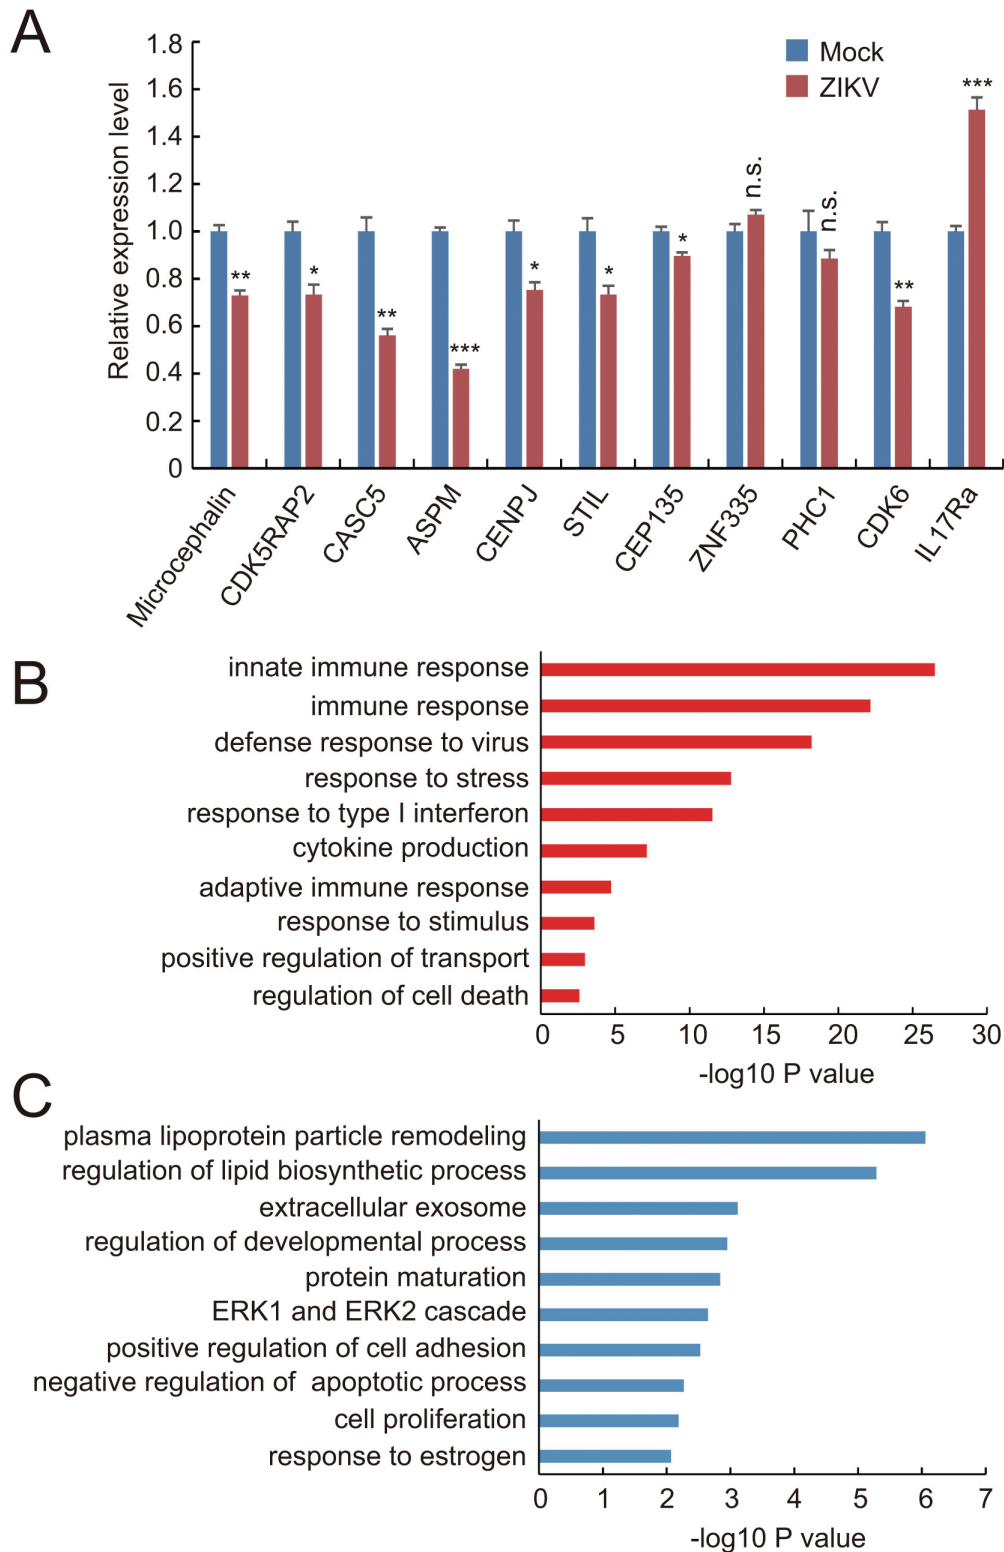 A
Relative expression level
1.8
1.6
1.4
1.2
1.0
0.8
0.6
0.4
0.2
0
Mock
ZIKV
**
*
**
***
*
*
*
n.s.
n.s.
**
***
Microcephalin
CDK5RAP2
CASC5
ASPM
CENPJ
STIL
CEP135
ZNF335
PHC1
CDK6
IL17Ra
B
innate immune response
immune response
defense response to virus
response to stress
response to type I interferon
cytokine production
adaptive immune response
response to stimulus
positive regulation of transport
regulation of cell death
0 5 10 15 20 25 30
-log10 P value
C
plasma lipoprotein particle remodeling
regulation of lipid biosynthetic process
extracellular exosome
regulation of developmental process
protein maturation
ERK1 and ERK2 cascade
positive regulation of cell adhesion
negative regulation of  apoptotic process
cell proliferation
response to estrogen
0 1 2 3 4 5 6 7
-log10 P value